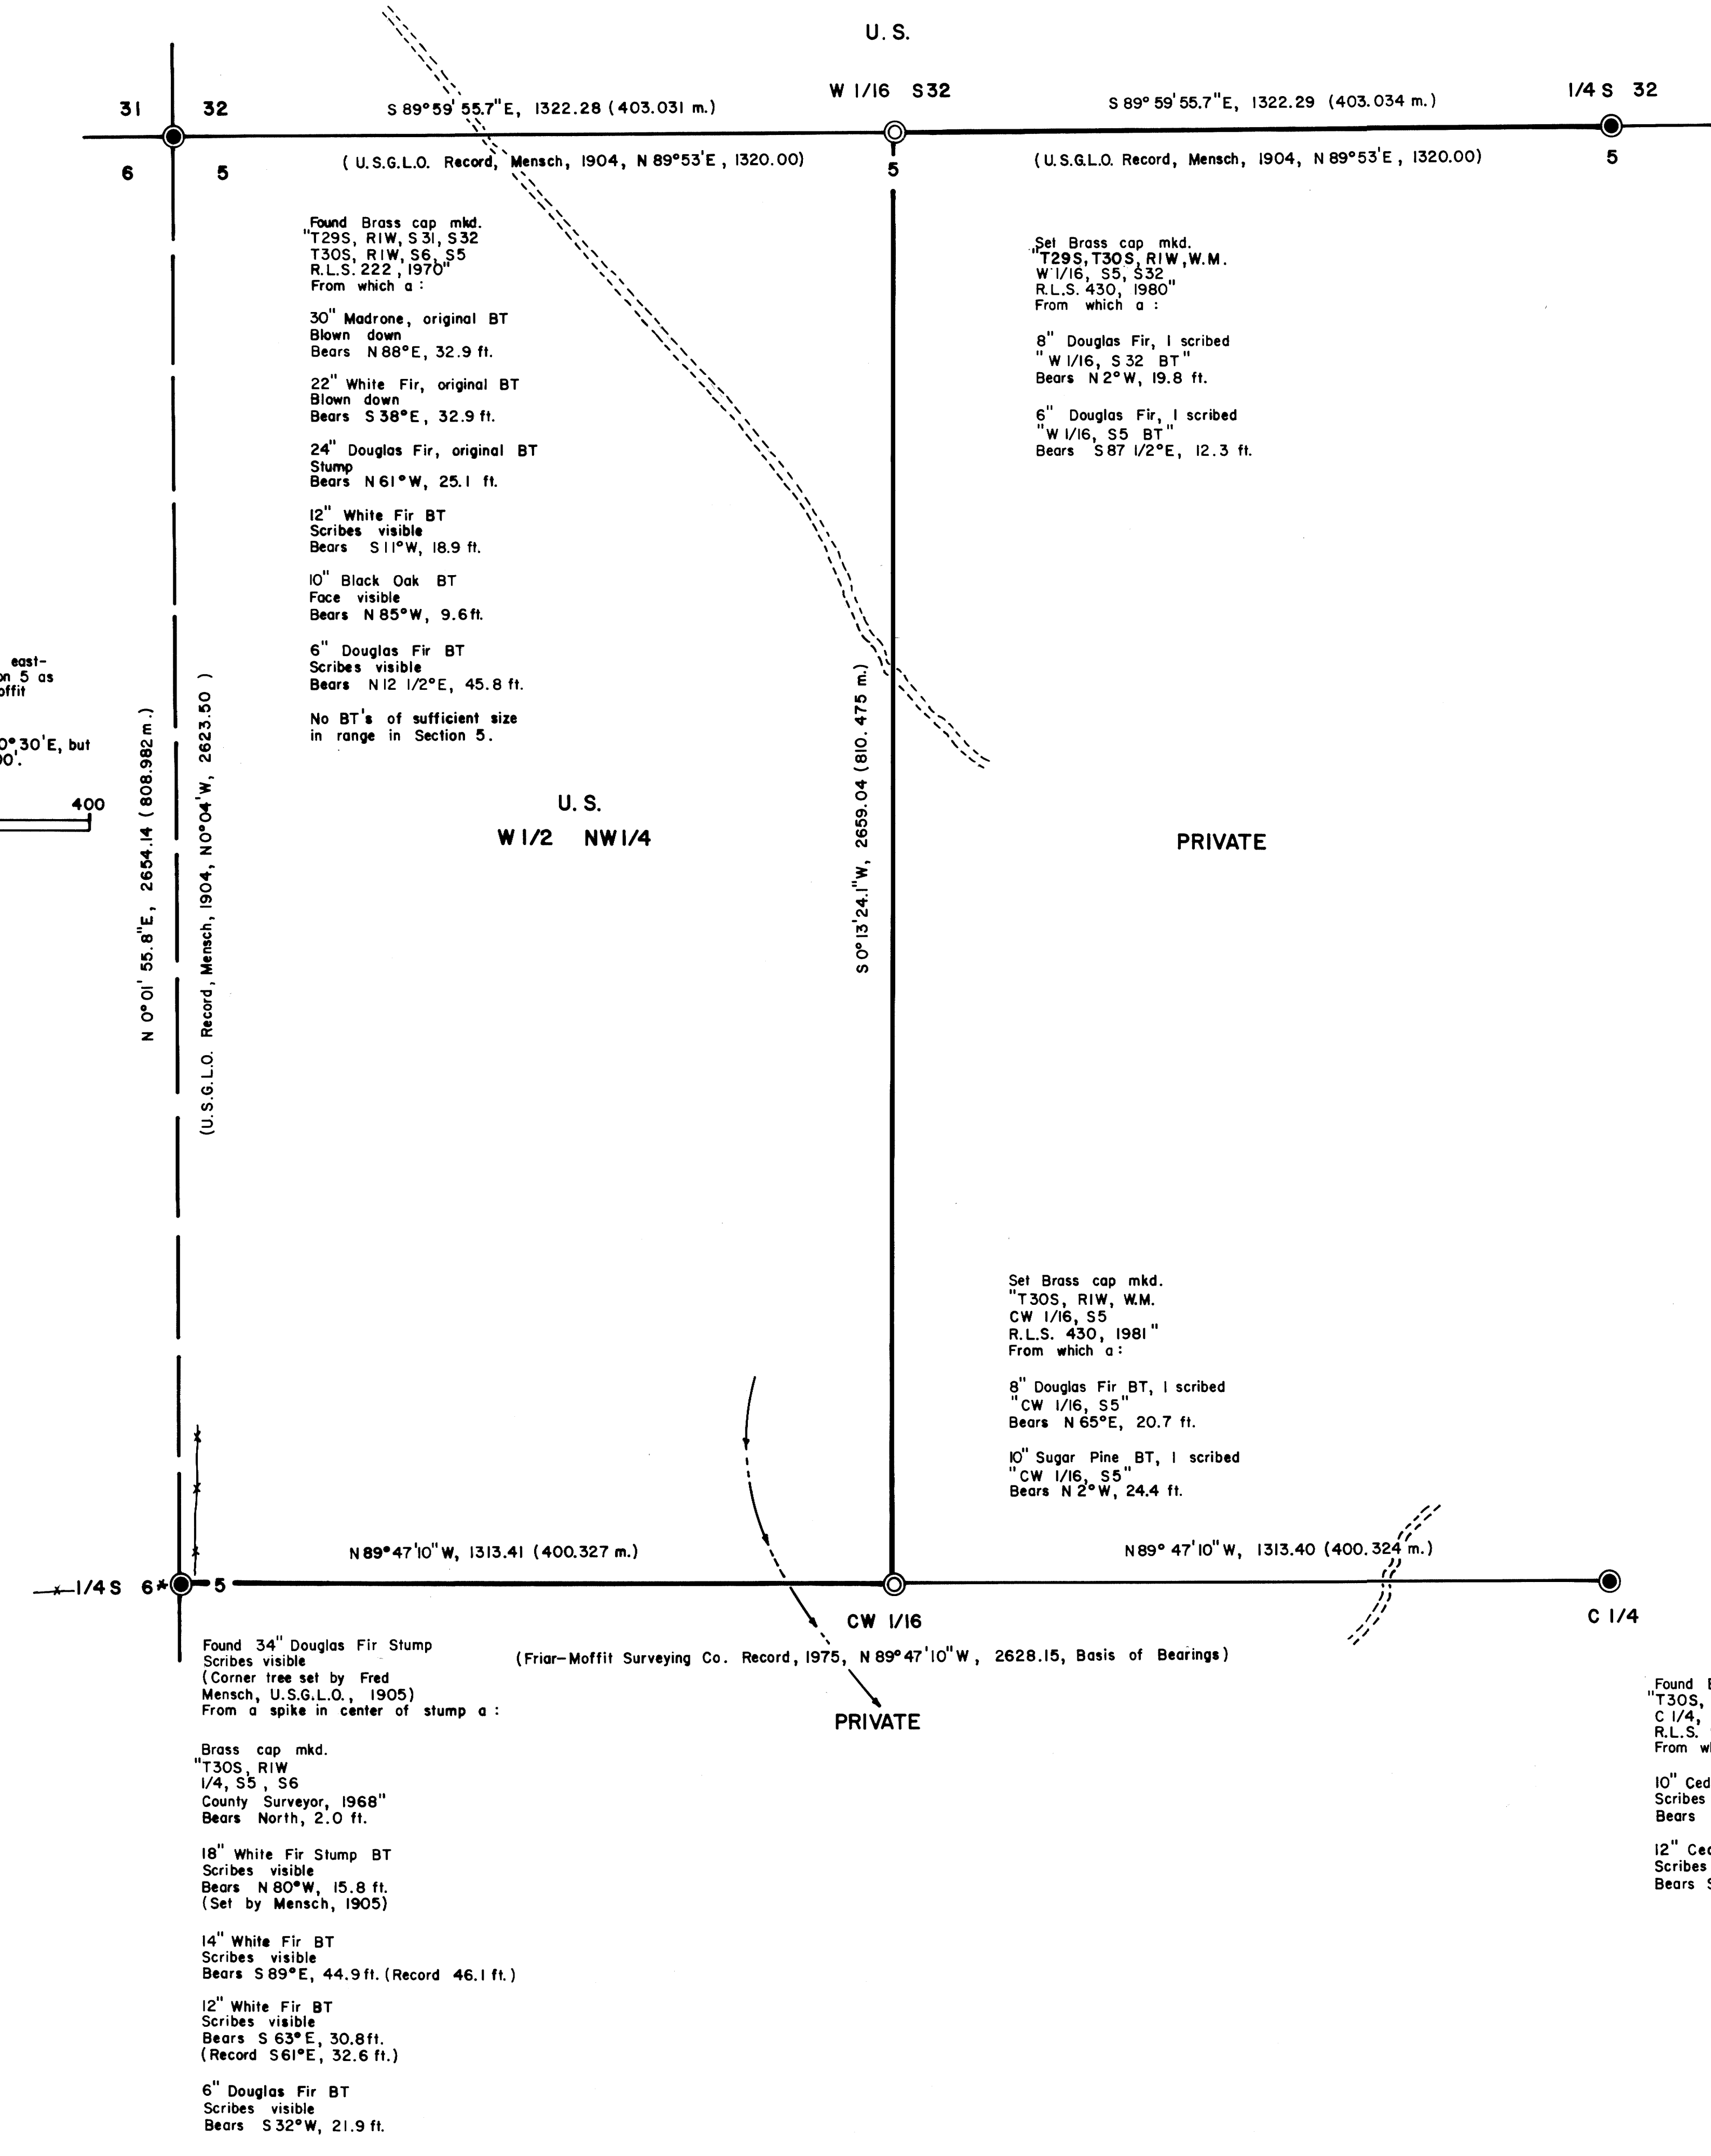 U.S.
31 32
S 89° 59' 55.7"E, 1322.28 (403.031 m.)
W 1/16 S32
S 89° 59' 55.7"E, 1322.29 (403.034 m.)
1/4 S 32
6 5
(U.S.G.L.O. Record, Mensch, 1904, N 89°53'E, 1320.00)
5
(U.S.G.L.O. Record, Mensch, 1904, N 89°53'E, 1320.00)
5
Found Brass cap mkd.
"T29S, R1W, S31, S32
T30S, R1W, S6, S5
R.L.S. 222, 1970"
From which a:
30" Madrone, original BT
Blown down
Bears N 88°E, 32.9 ft.
22" White Fir, original BT
Blown down
Bears S 38°E, 32.9 ft.
24" Douglas Fir, original BT
Stump
Bears N 61°W, 25.1 ft.
12" White Fir BT
Scribes visible
Bears S 11°W, 18.9 ft.
10" Black Oak BT
Face visible
Bears N 85°W, 9.6 ft.
6" Douglas Fir BT
Scribes visible
Bears N 12 1/2°E, 45.8 ft.
No BT's of sufficient size
in range in Section 5.
Set Brass cap mkd.
"T29S, T30S, R1W, W.M.
W 1/16, S5, S32
R.L.S. 430, 1980"
From which a:
8" Douglas Fir, I scribed
"W 1/16, S 32 BT"
Bears N 2°W, 19.8 ft.
6" Douglas Fir, I scribed
"W 1/16, S5 BT"
Bears S 87 1/2°E, 12.3 ft.
east-
on 5 as
offit
0°30'E, but
00'.
400
N 0°01' 55.8"E, 2654.14 (808.982 m.)
(U.S.G.L.O. Record, Mensch, 1904, N 0°04'W, 2623.50 )
U.S.
W 1/2 NW 1/4
S 0°13'24.1"W, 2659.04 (810.475 m.)
PRIVATE
Set Brass cap mkd.
"T30S, R1W, W.M.
CW 1/16, S5
R.L.S. 430, 1981"
From which a:
8" Douglas Fir BT, I scribed
"CW 1/16, S5"
Bears N 65°E, 20.7 ft.
10" Sugar Pine BT, I scribed
"CW 1/16, S5"
Bears N 2°W, 24.4 ft.
N 89° 47'10"W, 1313.41 (400.327 m.)
N 89° 47'10"W, 1313.40 (400.324 m.)
1/4 S 6 5
CW 1/16
C 1/4
(Friar-Moffit Surveying Co. Record, 1975, N 89°47'10"W, 2628.15, Basis of Bearings)
PRIVATE
Found 34" Douglas Fir Stump
Scribes visible
(Corner tree set by Fred
Mensch, U.S.G.L.O., 1905)
From a spike in center of stump a:
Brass cap mkd.
"T30S, R1W
1/4, S5, S6
County Surveyor, 1968"
Bears North, 2.0 ft.
18" White Fir Stump BT
Scribes visible
Bears N 80°W, 15.8 ft.
(Set by Mensch, 1905)
14" White Fir BT
Scribes visible
Bears S 89°E, 44.9 ft. (Record 46.1 ft.)
12" White Fir BT
Scribes visible
Bears S 63°E, 30.8 ft.
(Record S 61°E, 32.6 ft.)
6" Douglas Fir BT
Scribes visible
Bears S 32°W, 21.9 ft.
Found
"T30S,
C 1/4,
R.L.S.
From
10" Ced
Scribes
Bears
12" Ced
Scribes
Bears S